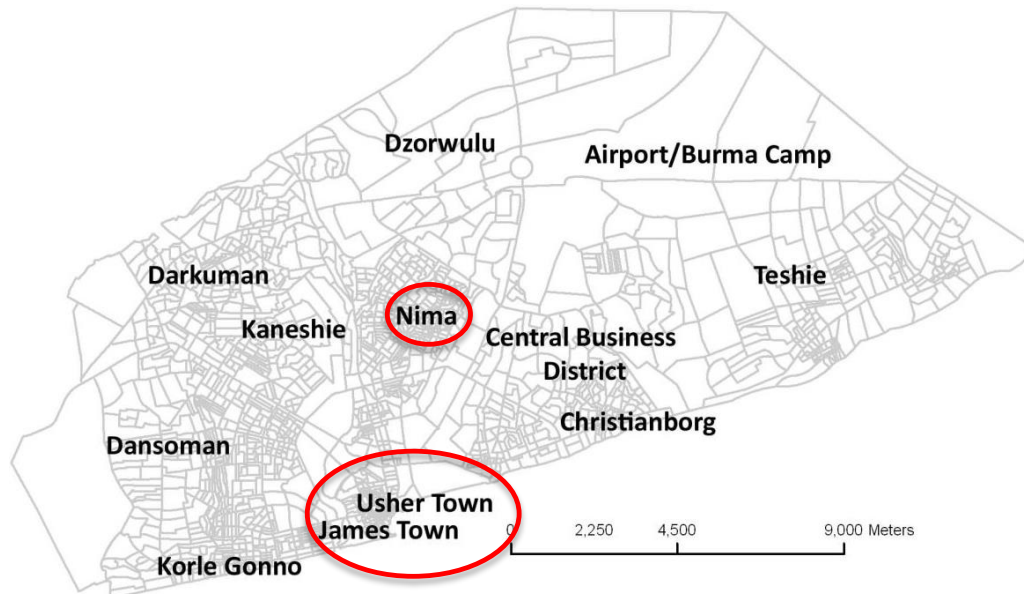 Dzorwulu
Airport/Burma Camp
Darkuman
Teshie
Nima
Kaneshie
Central Business
District
Christianborg
Dansoman
Usher Town
James Town
0 2,250 4,500 9,000 Meters
Korle Gonno